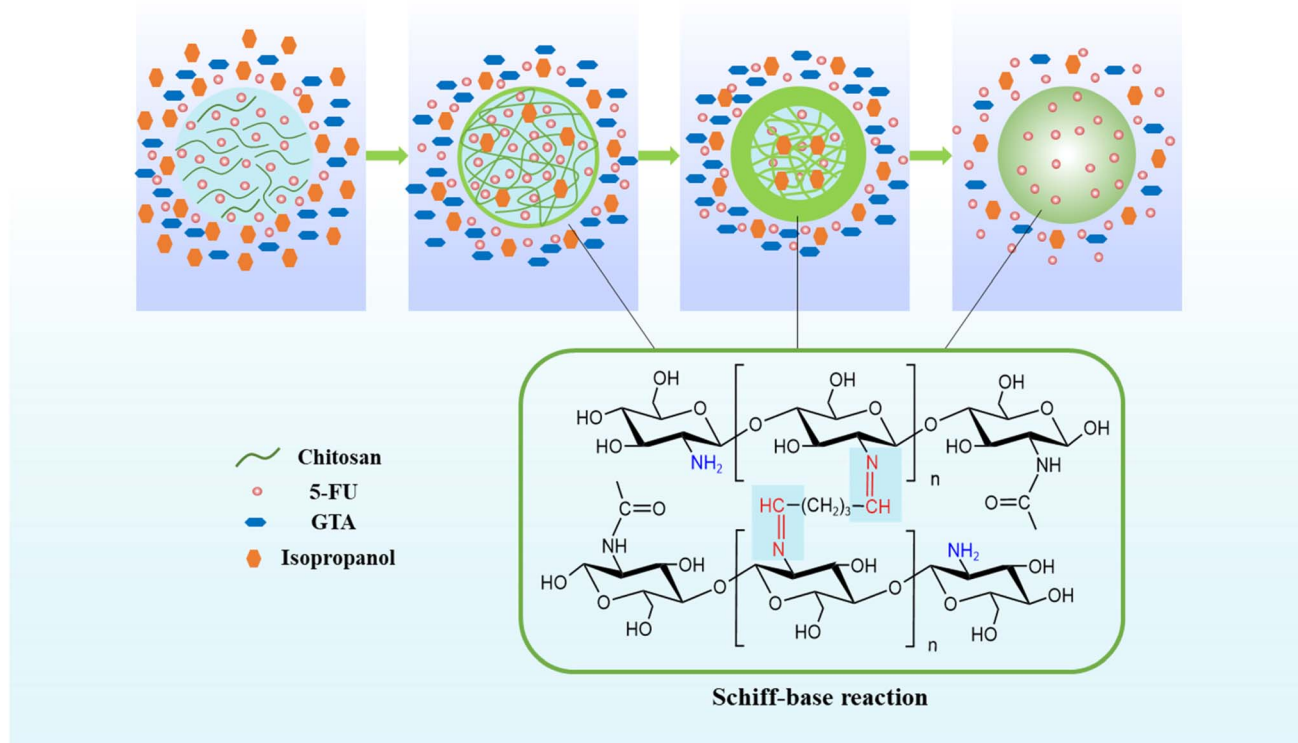 Chitosan
5-FU
GTA
Isopropanol
OH
OH
OH
HO
O
O
O
O
O
OH
HO
HO
HO
NH2
N
NH
n
O
HC–(CH2)3–CH
O
N
NH
NH2
HO
OH
OH
OH
O
O
O
O
O
OH
HO
HO
HO
n
Schiff-base reaction